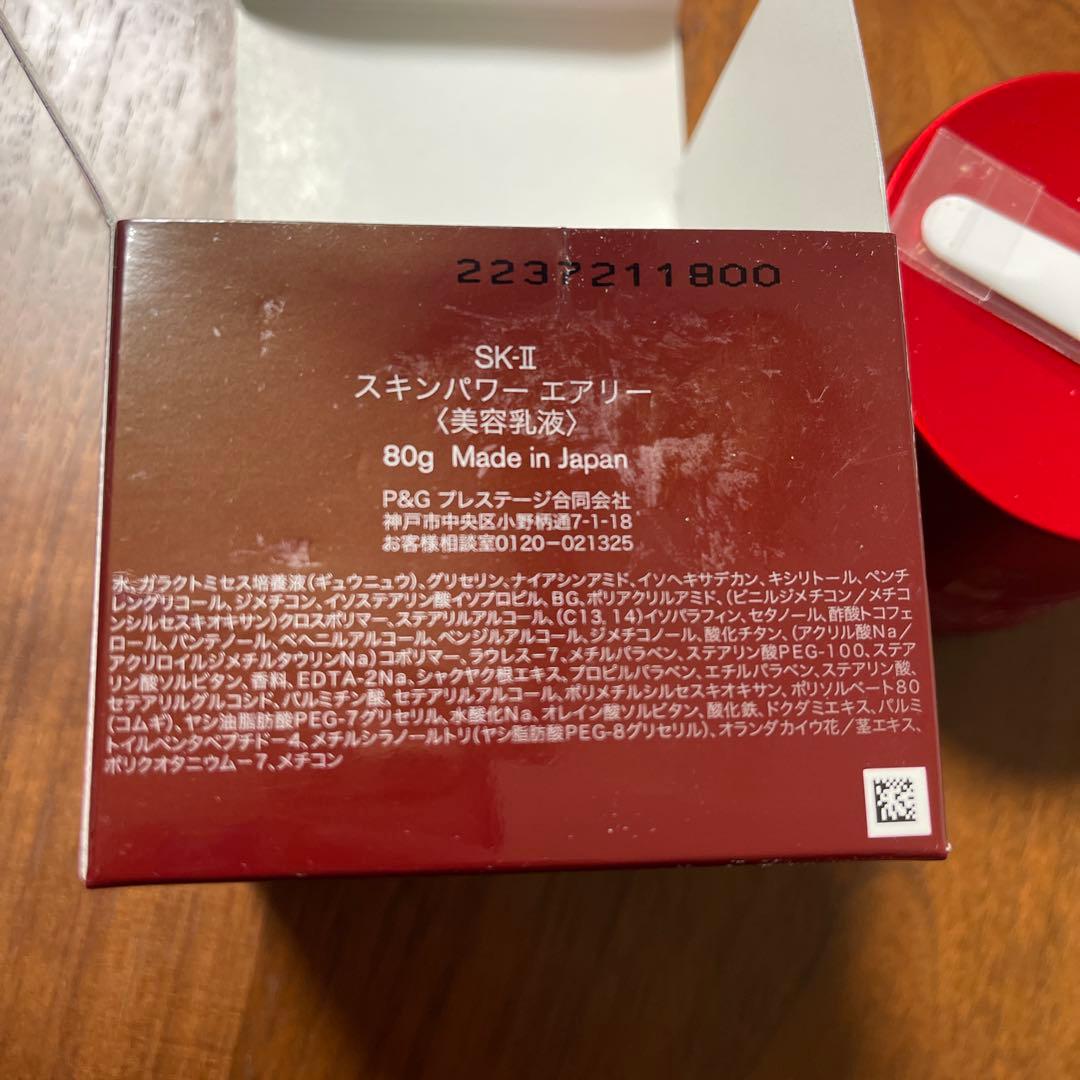 2237211800
SK-II
スキンパワー エアリー
〈美容乳液〉
80g Made in Japan
P&G プレステージ合同会社
神戸市中央区小野柄通7-1-18
お客様相談室0120-021325
水、ガラクトミセス培養液(ギュウニュウ)、グリセリン、ナイアシンアミド、イソヘキサデカン、キシリトール、ペンチ
レングリコール、ジメチコン、イソステアリン酸イソプロピル、BG、ポリアクリルアミド、(ビニルジメチコン/メチコ
ンシルセスキオキサン)クロスポリマー、ステアリルアルコール、(C13, 14)イソパラフィン、セタノール、酢酸トコフェ
ロール、パンテノール、ベヘニルアルコール、ベンジルアルコール、ジメチコノール、酸化チタン、(アクリル酸Na/
アクリロイルジメチルタウリンNa)コポリマー、ラウレス-7、メチルパラベン、ステアリン酸PEG-100、ステア
リン酸ソルビタン、香料、EDTA-2Na、シャクヤク根エキス、プロピルパラベン、エチルパラベン、ステアリン酸、
セテアリルグルコシド、パルミチン酸、セテアリルアルコール、ポリメチルシルセスキオキサン、ポリソルベート80
(コムギ)、ヤシ油脂肪酸PEG-7グリセリル、水酸化Na、オレイン酸ソルビタン、酸化鉄、ドクダミエキス、パルミ
トイルペンタペプチド-4、メチルシラノールトリ(ヤシ脂肪酸PEG-8グリセリル)、オランダカイウ花/茎エキス、
ポリクオタニウム-7、メチコン